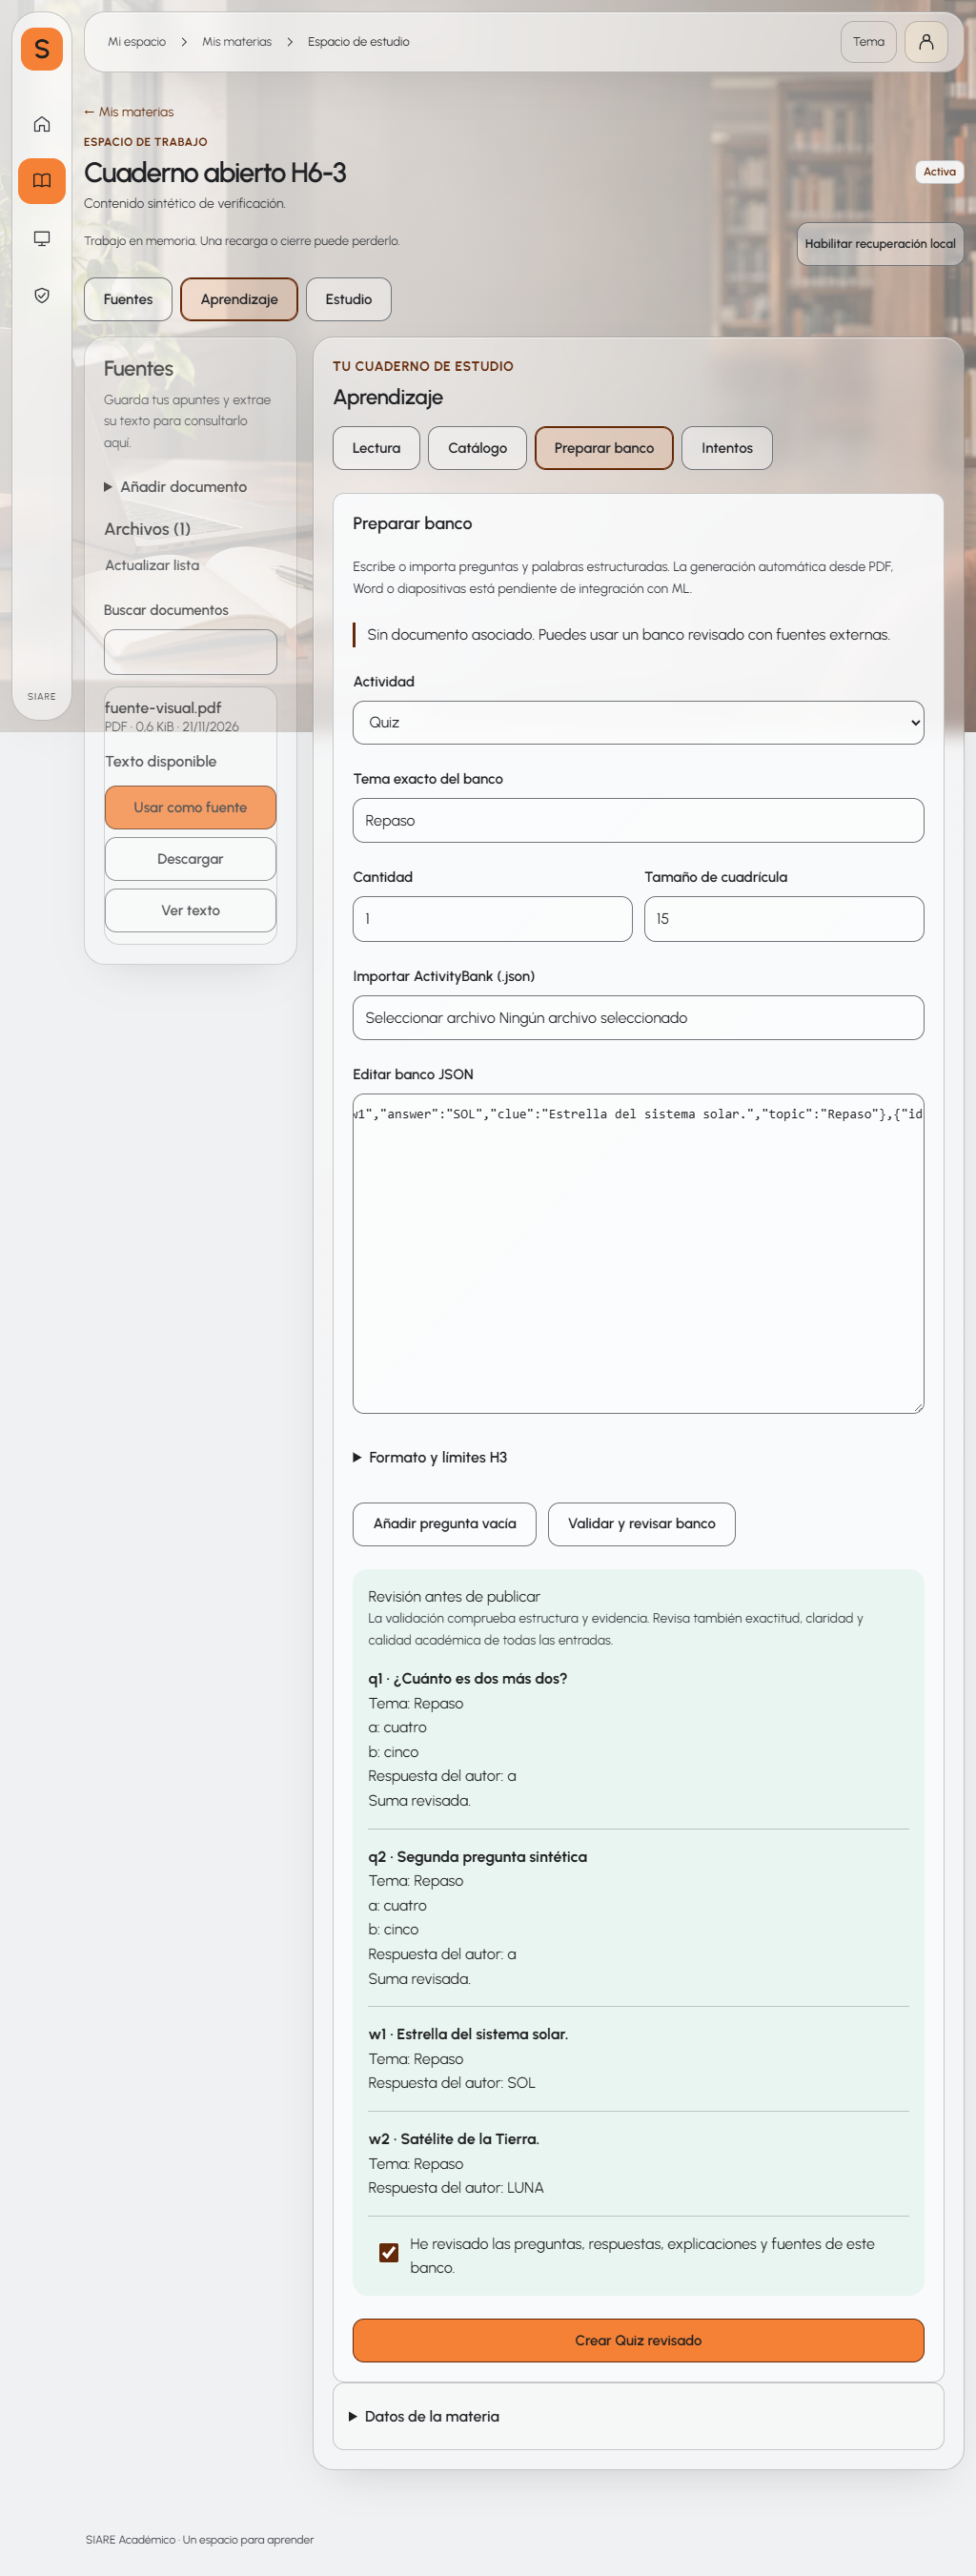 S
Mi espacio > Mis materias > Espacio de estudio
Tema
← Mis materias
ESPACIO DE TRABAJO
Cuaderno abierto H6-3
Activa
Contenido sintético de verificación.
Trabajo en memoria. Una recarga o cierre puede perderlo.
Habilitar recuperación local
Fuentes
Aprendizaje
Estudio
Fuentes
Guarda tus apuntes y extrae
su texto para consultarlo
aquí.
Añadir documento
Archivos (1)
Actualizar lista
Buscar documentos
fuente-visual.pdf
PDF · 0,6 KiB · 21/11/2026
Texto disponible
Usar como fuente
Descargar
Ver texto
SIARE
TU CUADERNO DE ESTUDIO
Aprendizaje
Lectura
Catálogo
Preparar banco
Intentos
Preparar banco
Escribe o importa preguntas y palabras estructuradas. La generación automática desde PDF,
Word o diapositivas está pendiente de integración con ML.
Sin documento asociado. Puedes usar un banco revisado con fuentes externas.
Actividad
Quiz
Tema exacto del banco
Repaso
Cantidad
Tamaño de cuadrícula
1
15
Importar ActivityBank (.json)
Seleccionar archivo Ningún archivo seleccionado
Editar banco JSON
w1","answer":"SOL","clue":"Estrella del sistema solar.","topic":"Repaso"},{"id
Formato y límites H3
Añadir pregunta vacía
Validar y revisar banco
Revisión antes de publicar
La validación comprueba estructura y evidencia. Revisa también exactitud, claridad y
calidad académica de todas las entradas.
q1 · ¿Cuánto es dos más dos?
Tema: Repaso
a: cuatro
b: cinco
Respuesta del autor: a
Suma revisada.
q2 · Segunda pregunta sintética
Tema: Repaso
a: cuatro
b: cinco
Respuesta del autor: a
Suma revisada.
w1 · Estrella del sistema solar.
Tema: Repaso
Respuesta del autor: SOL
w2 · Satélite de la Tierra.
Tema: Repaso
Respuesta del autor: LUNA
He revisado las preguntas, respuestas, explicaciones y fuentes de este
banco.
Crear Quiz revisado
Datos de la materia
SIARE Académico · Un espacio para aprender